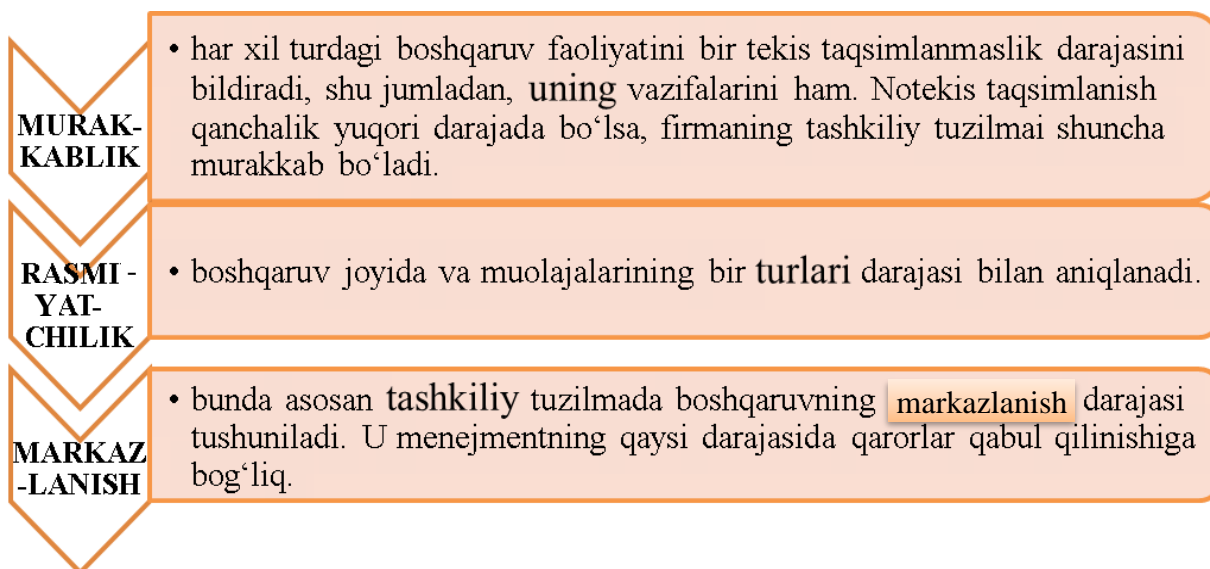 MURAK-
KABLIK
• har xil turdagi boshqaruv faoliyatini bir tekis taqsimlanmaslik darajasini
bildiradi, shu jumladan, uning vazifalarini ham. Notekis taqsimlanish
qanchalik yuqori darajada bo‘lsa, firmaning tashkiliy tuzilmai shuncha
murakkab bo‘ladi.
RASMI -
YAT-
CHILIK
• boshqaruv joyida va muolajalarining bir turlari darajasi bilan aniqlanadi.
MARKAZ
-LANISH
• bunda asosan tashkiliy tuzilmada boshqaruvning markazlanish darajasi
tushuniladi. U menejmentning qaysi darajasida qarorlar qabul qilinishiga
bog‘liq.